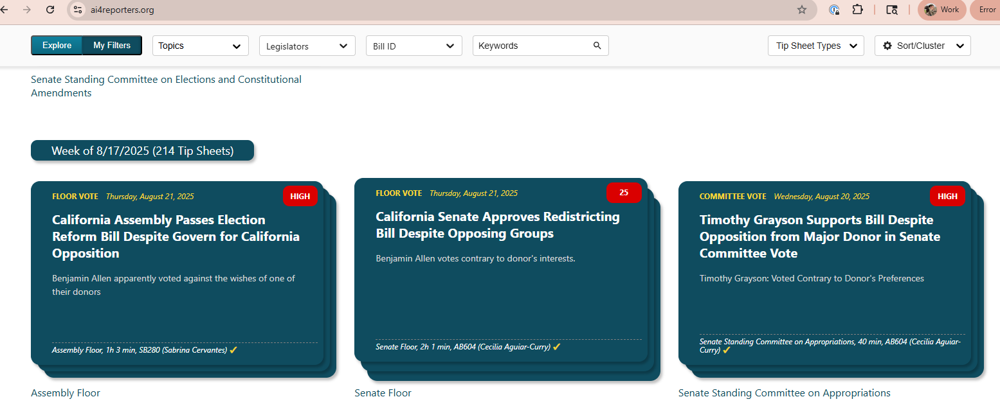 ai4reporters.org
Work
Error
Explore
My Filters
Topics
Legislators
Bill ID
Keywords
Tip Sheet Types
Sort/Cluster
Senate Standing Committee on Elections and Constitutional
Amendments
Week of 8/17/2025 (214 Tip Sheets)
FLOOR VOTE Thursday, August 21, 2025
HIGH
California Assembly Passes Election
Reform Bill Despite Govern for California
Opposition
Benjamin Allen apparently voted against the wishes of one of
their donors
Assembly Floor, 1h 3 min, SB280 (Sabrina Cervantes) ✓
Assembly Floor
FLOOR VOTE Thursday, August 21, 2025
25
California Senate Approves Redistricting
Bill Despite Opposing Groups
Benjamin Allen votes contrary to donor's interests.
Senate Floor, 2h 1 min, AB604 (Cecilia Aguiar-Curry) ✓
Senate Floor
COMMITTEE VOTE Wednesday, August 20, 2025
HIGH
Timothy Grayson Supports Bill Despite
Opposition from Major Donor in Senate
Committee Vote
Timothy Grayson: Voted Contrary to Donor's Preferences
Senate Standing Committee on Appropriations, 40 min, AB604 (Cecilia Aguiar-
Curry) ✓
Senate Standing Committee on Appropriations